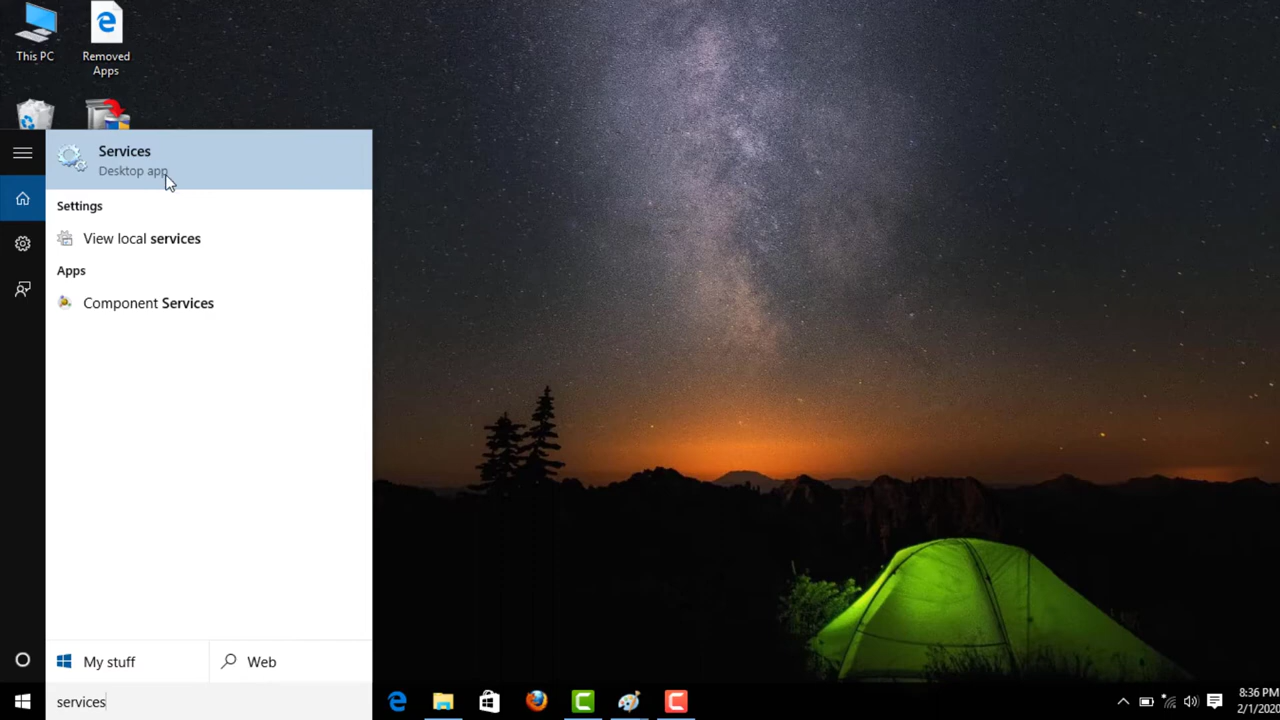 This PC
Removed
Apps
Services
Desktop app
Settings
View local services
Apps
Component Services
My stuff
Web
services
8:36 PM
2/1/2020